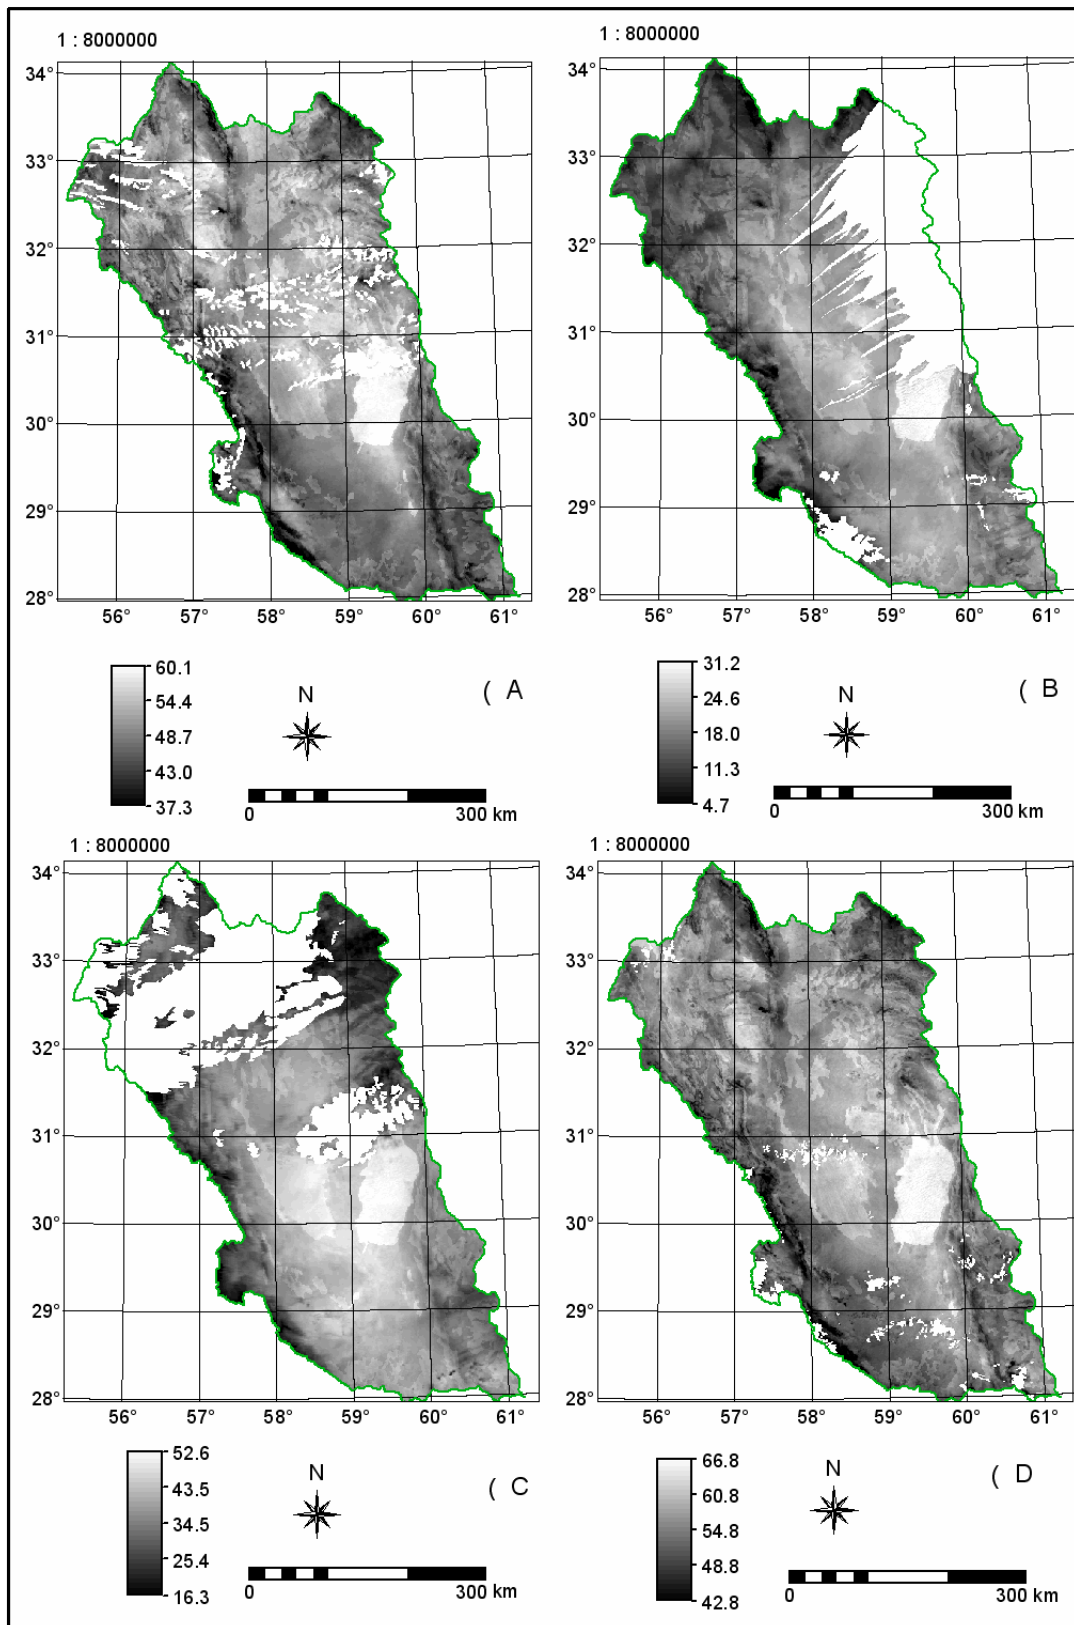 1 : 8000000
34°
33°
32°
31°
30°
29°
28°
56° 57° 58° 59° 60° 61°
60.1
54.4
48.7
43.0
37.3
N
( A
0 300 km
1 : 8000000
34°
33°
32°
31°
30°
29°
28°
56° 57° 58° 59° 60° 61°
31.2
24.6
18.0
11.3
4.7
N
( B
0 300 km
1 : 8000000
34°
33°
32°
31°
30°
29°
28°
56° 57° 58° 59° 60° 61°
52.6
43.5
34.5
25.4
16.3
N
( C
0 300 km
1 : 8000000
34°
33°
32°
31°
30°
29°
28°
56° 57° 58° 59° 60° 61°
66.8
60.8
54.8
48.8
42.8
N
( D
0 300 km